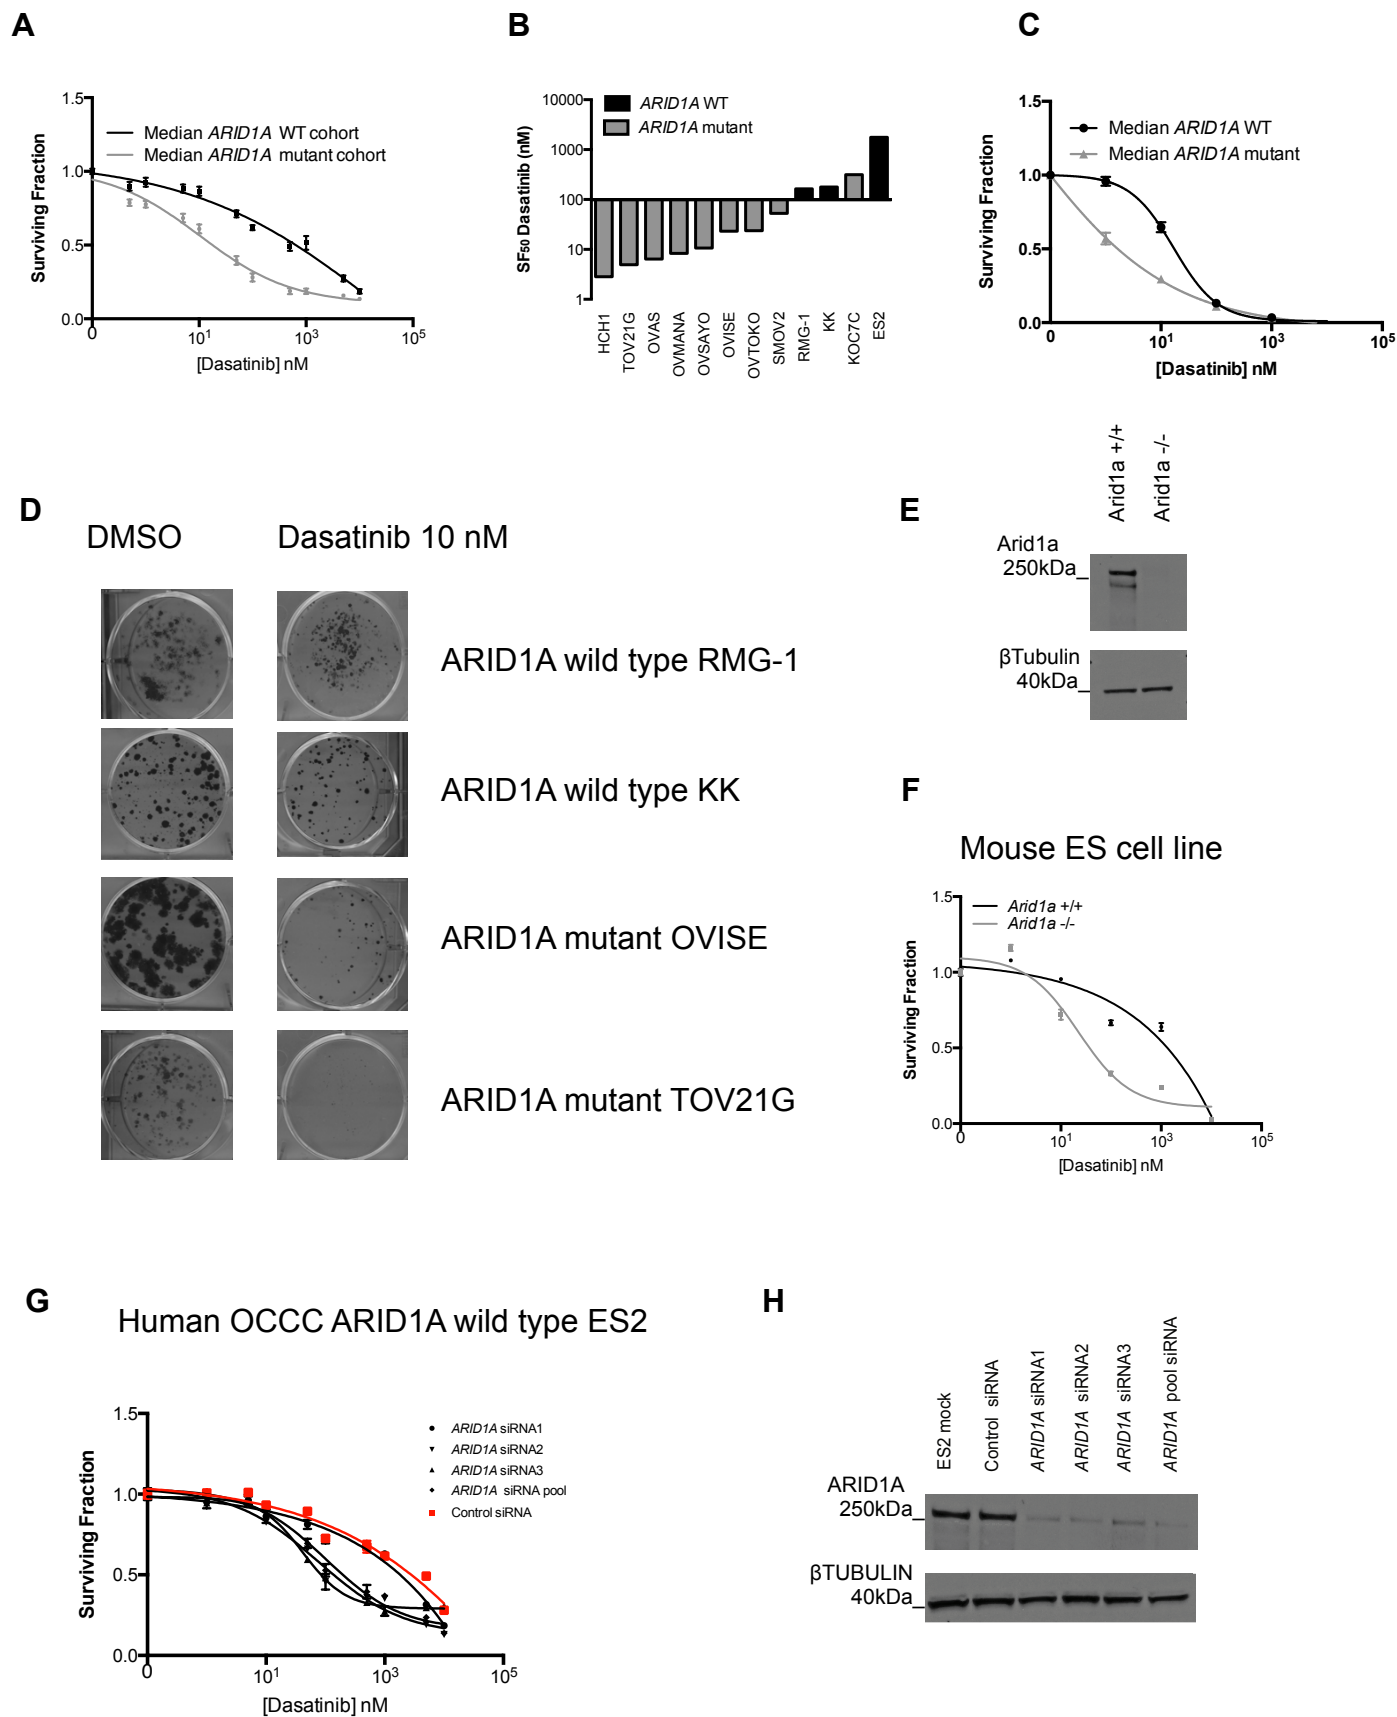 A
1.5
1.0
0.5
0.0
Surviving Fraction
Median ARID1A WT cohort
Median ARID1A mutant cohort
0
10¹
10³
10⁵
[Dasatinib] nM
B
10000
1000
100
10
1
SF50 Dasatinib (nM)
ARID1A WT
ARID1A mutant
HCH1
TOV21G
OVAS
OVMANA
OVSAYO
OVISE
OVTOKO
SMOV2
RMG-1
KK
KOC7C
ES2
C
1.5
1.0
0.5
0.0
Surviving Fraction
Median ARID1A WT
Median ARID1A mutant
0
10¹
10³
10⁵
[Dasatinib] nM
D
DMSO
Dasatinib 10 nM
ARID1A wild type RMG-1
ARID1A wild type KK
ARID1A mutant OVISE
ARID1A mutant TOV21G
E
Arid1a +/+
Arid1a -/-
Arid1a
250kDa
βTubulin
40kDa
F
Mouse ES cell line
1.5
1.0
0.5
0.0
Surviving Fraction
Arid1a +/+
Arid1a -/-
0
10¹
10³
10⁵
[Dasatinib] nM
G
Human OCCC ARID1A wild type ES2
1.5
1.0
0.5
0.0
Surviving Fraction
ARID1A siRNA1
ARID1A siRNA2
ARID1A siRNA3
ARID1A siRNA pool
Control siRNA
0
10¹
10³
10⁵
[Dasatinib] nM
H
ES2 mock
Control siRNA
ARID1A siRNA1
ARID1A siRNA2
ARID1A siRNA3
ARID1A pool siRNA
ARID1A
250kDa
βTUBULIN
40kDa